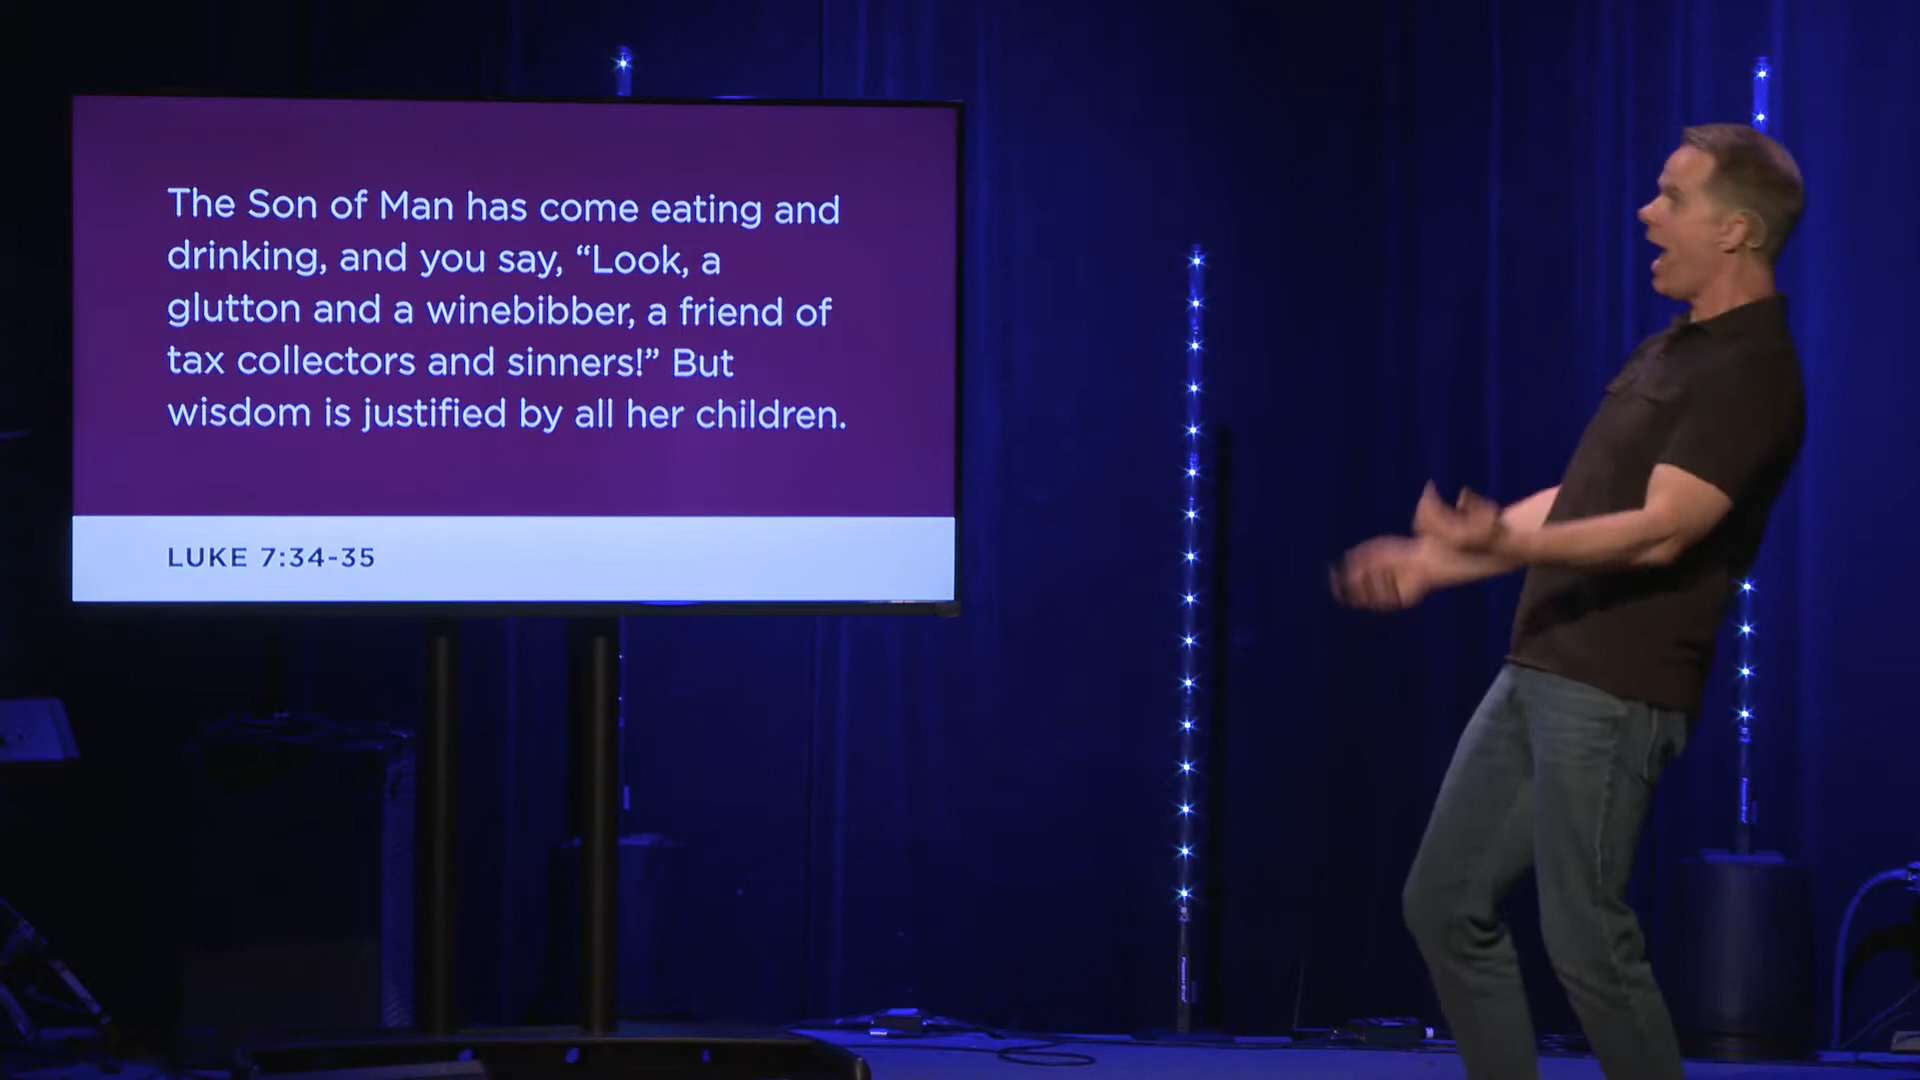 The Son of Man has come eating and
drinking, and you say, “Look, a
glutton and a winebibber, a friend of
tax collectors and sinners!” But
wisdom is justified by all her children.
LUKE 7:34-35